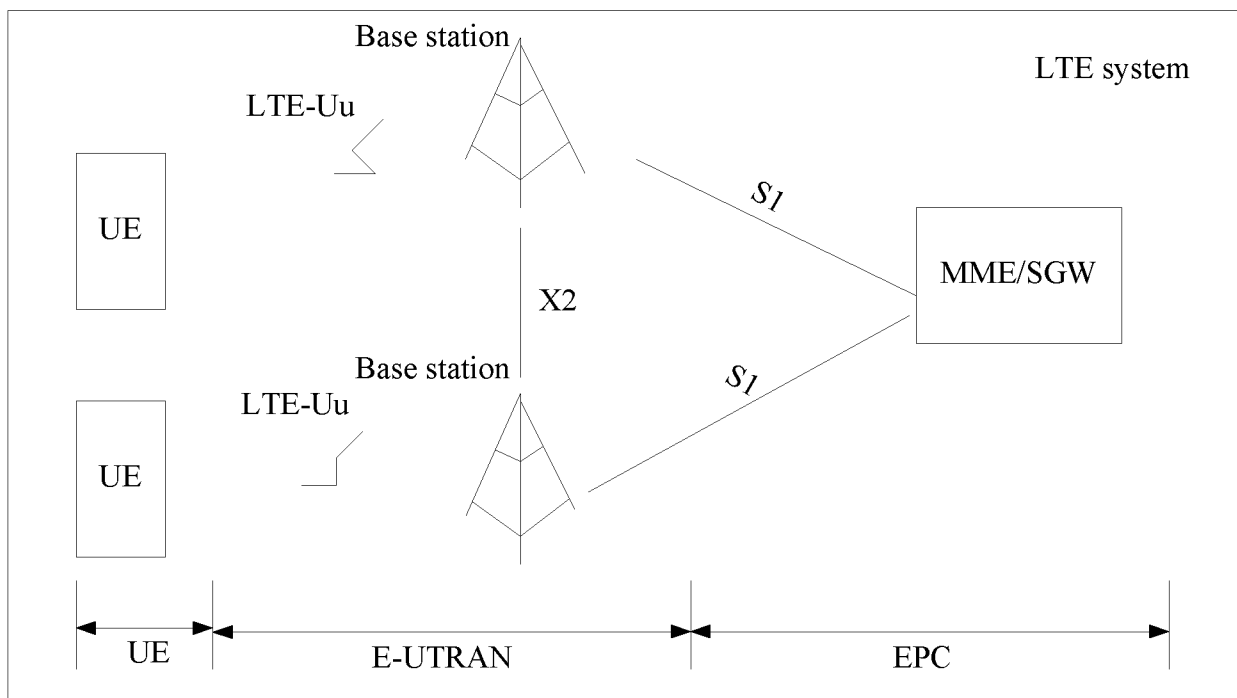 Base station
LTE system
LTE-Uu
UE
S1
MME/SGW
X2
Base station
LTE-Uu
S1
UE
UE
E-UTRAN
EPC